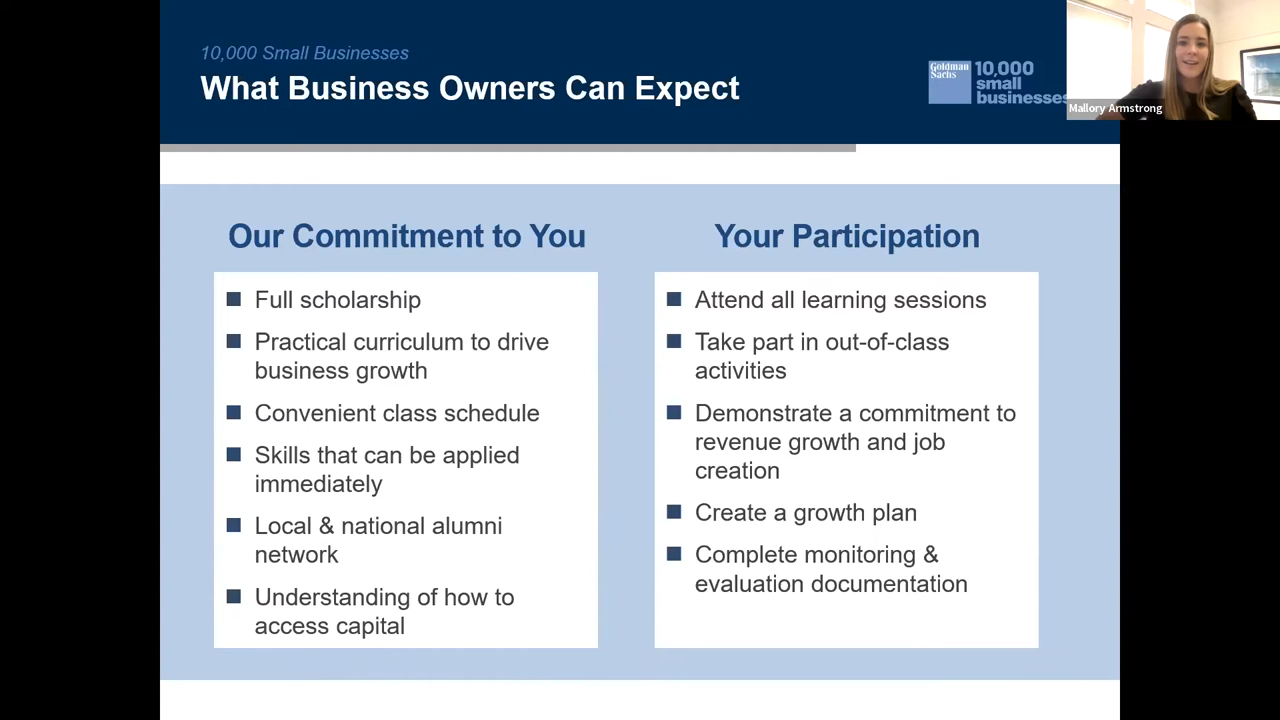 10,000 Small Businesses
What Business Owners Can Expect
Goldman
Sachs
10,000
small
businesses
Mallory Armstrong
Our Commitment to You
Full scholarship
Practical curriculum to drive
business growth
Convenient class schedule
Skills that can be applied
immediately
Local & national alumni
network
Understanding of how to
access capital
Your Participation
Attend all learning sessions
Take part in out-of-class
activities
Demonstrate a commitment to
revenue growth and job
creation
Create a growth plan
Complete monitoring &
evaluation documentation